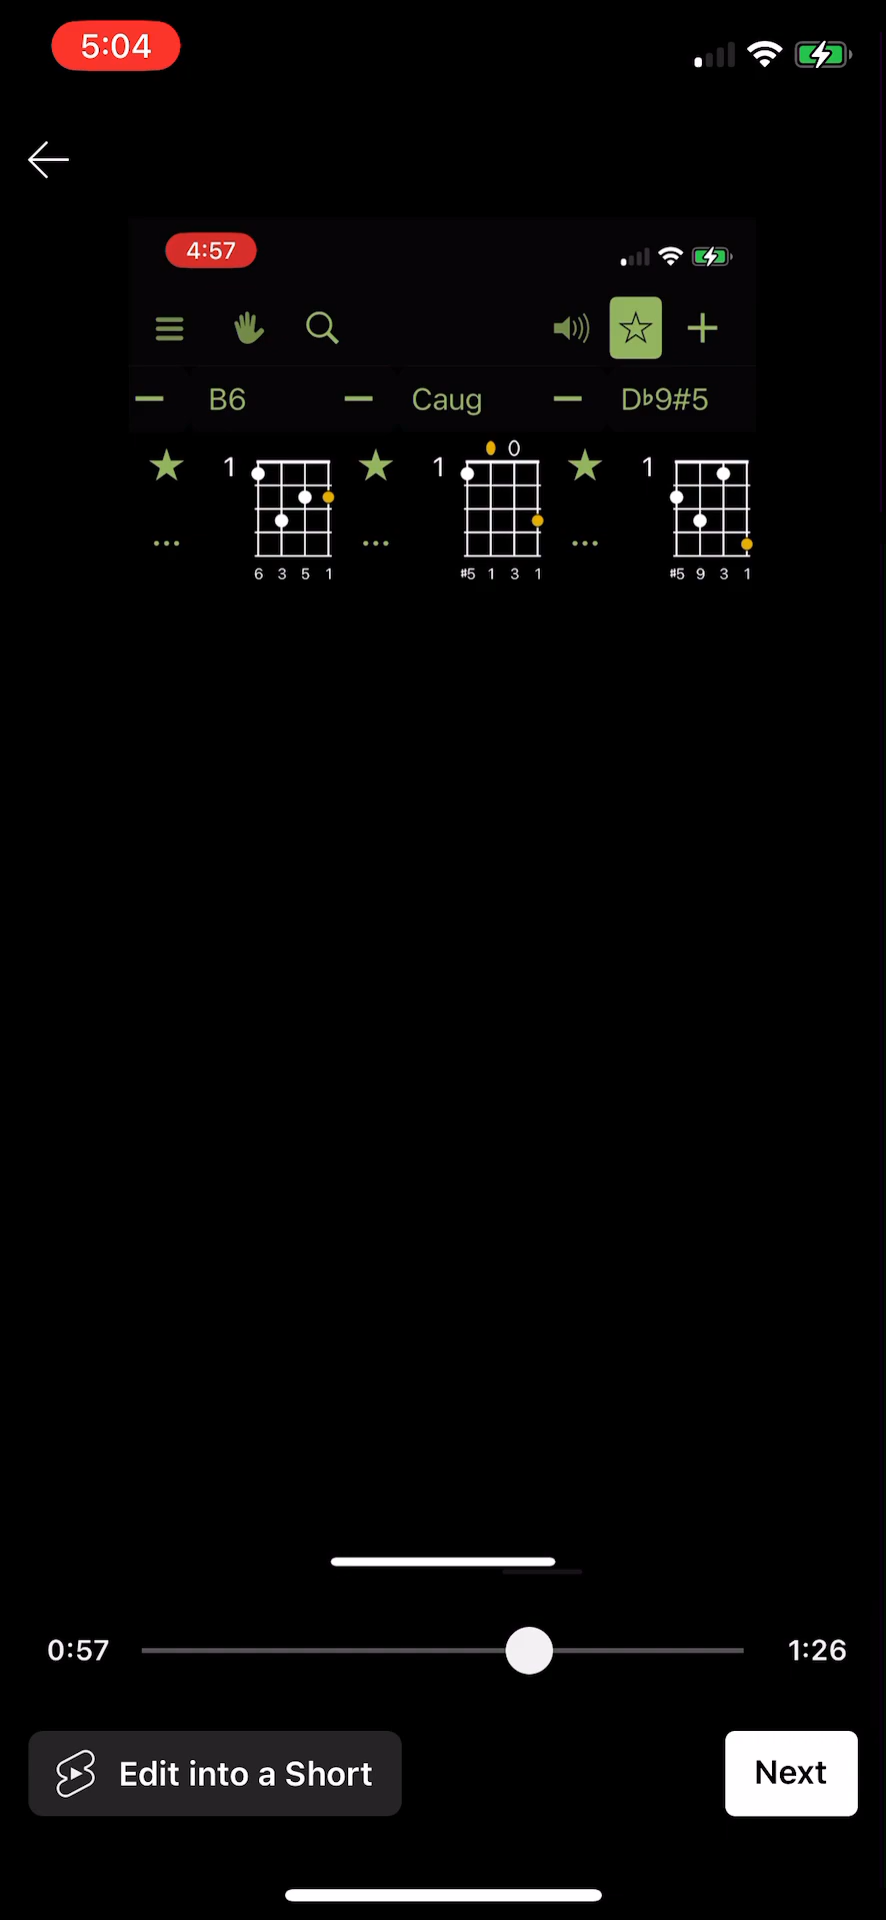 5:04
4:57
B6 Caug D♭9#5
1 1 1
6 3 5 1 #5 1 3 1 #5 9 3 1
0:57 1:26
Edit into a Short Next